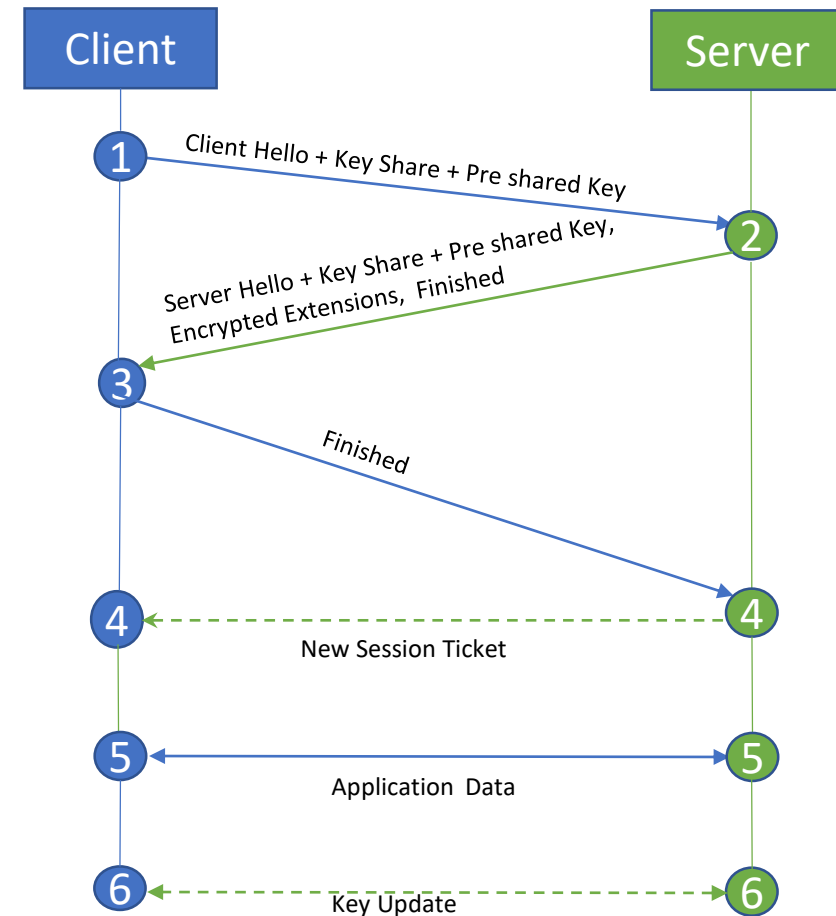 Client
Server
1
Client Hello + Key Share + Pre shared Key
2
Server Hello + Key Share + Pre shared Key,
Encrypted Extensions, Finished
3
Finished
4
4
New Session Ticket
5
5
Application Data
6
6
Key Update